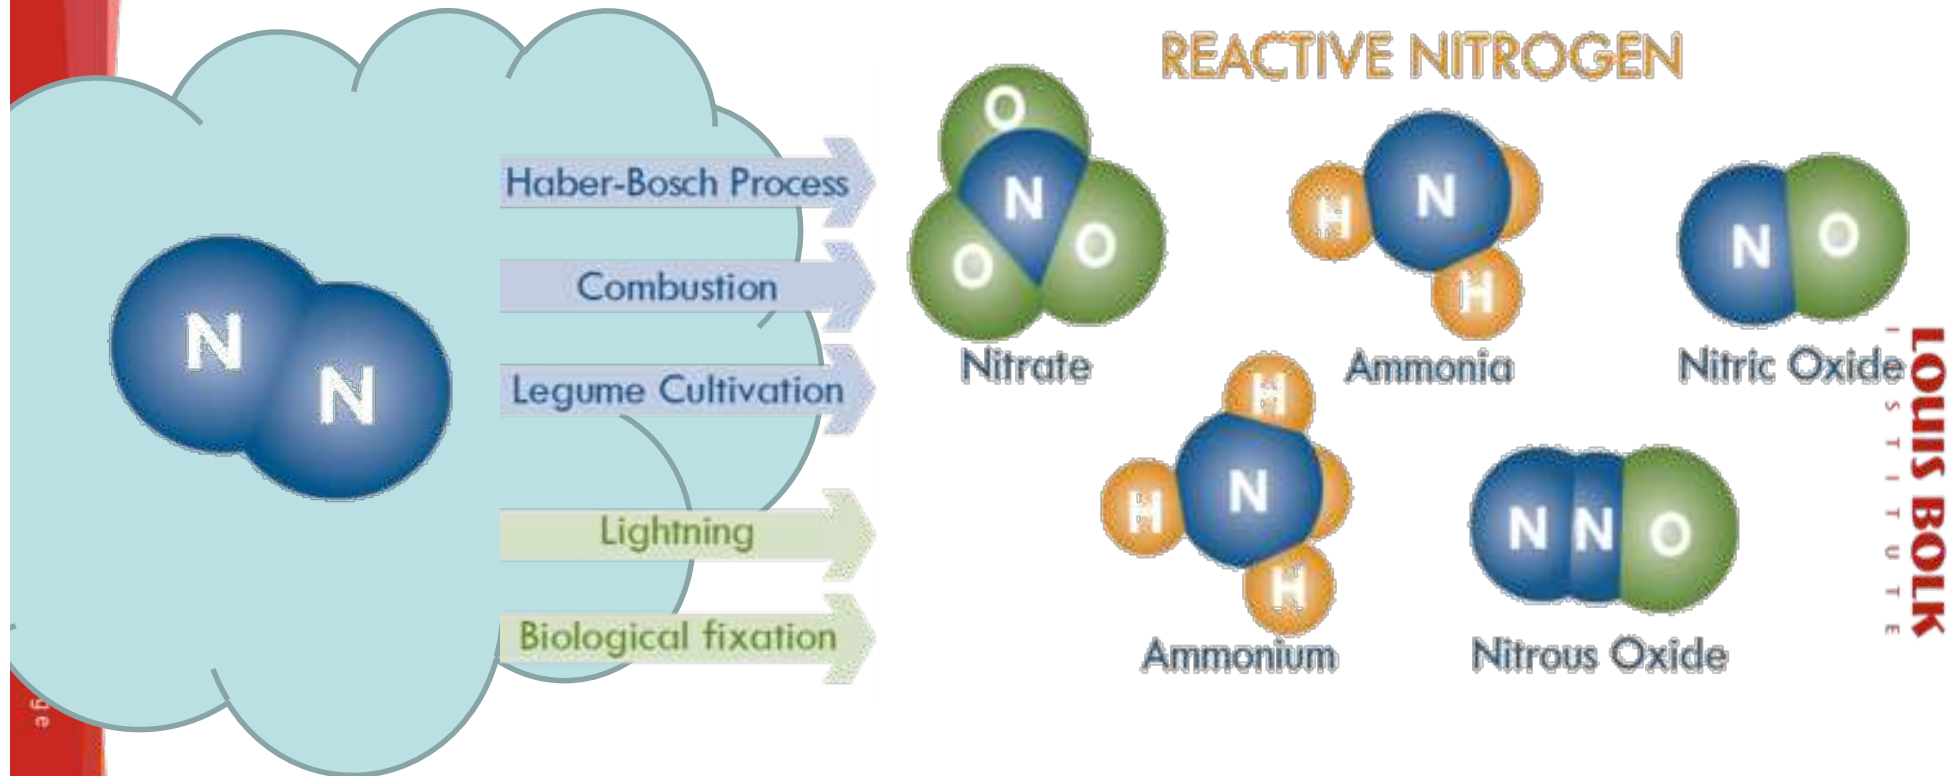 REACTIVE NITROGEN
N
N
Haber-Bosch Process
Combustion
Legume Cultivation
Lightning
Biological fixation
O
N
O
O
Nitrate
H
N
H
Ammonia
N
O
Nitric Oxide
H
N
H
H
Ammonium
N N O
Nitrous Oxide
LOUIS BOLK
INSTITUTE
ge